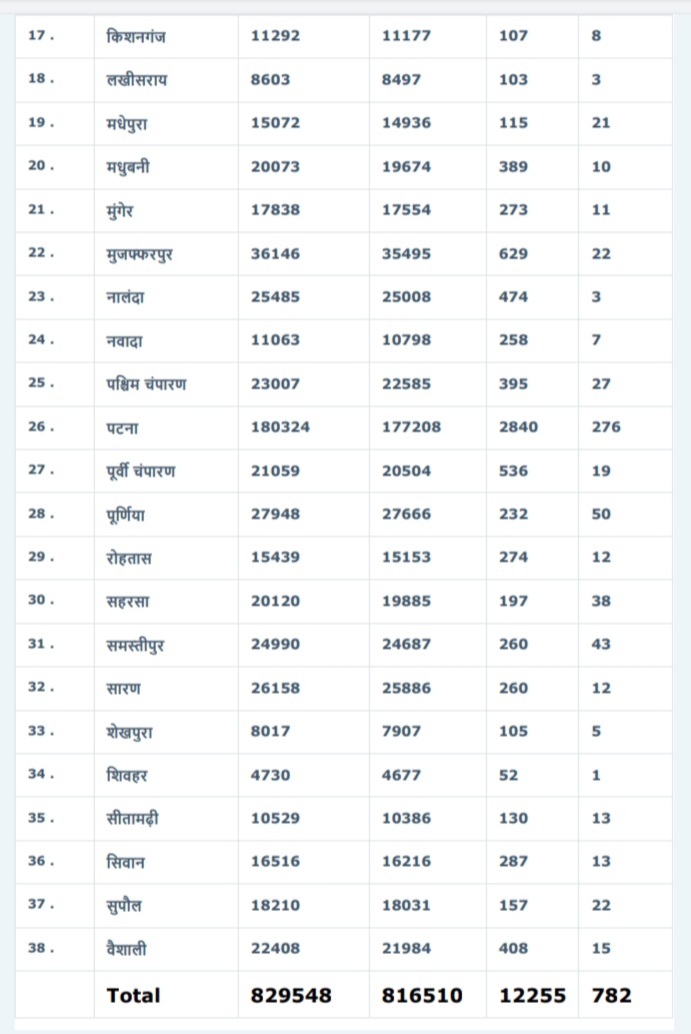 17 . किशनगंज 11292 11177 107 8
18 . लखीसराय 8603 8497 103 3
19 . मधेपुरा 15072 14936 115 21
20 . मधुबनी 20073 19674 389 10
21 . मुंगेर 17838 17554 273 11
22 . मुजफ्फरपुर 36146 35495 629 22
23 . नालंदा 25485 25008 474 3
24 . नवादा 11063 10798 258 7
25 . पश्चिम चंपारण 23007 22585 395 27
26 . पटना 180324 177208 2840 276
27 . पूर्वी चंपारण 21059 20504 536 19
28 . पूर्णिया 27948 27666 232 50
29 . रोहतास 15439 15153 274 12
30 . सहरसा 20120 19885 197 38
31 . समस्तीपुर 24990 24687 260 43
32 . सारण 26158 25886 260 12
33 . शेखपुरा 8017 7907 105 5
34 . शिवहर 4730 4677 52 1
35 . सीतामढ़ी 10529 10386 130 13
36 . सिवान 16516 16216 287 13
37 . सुपौल 18210 18031 157 22
38 . वैशाली 22408 21984 408 15
Total 829548 816510 12255 782